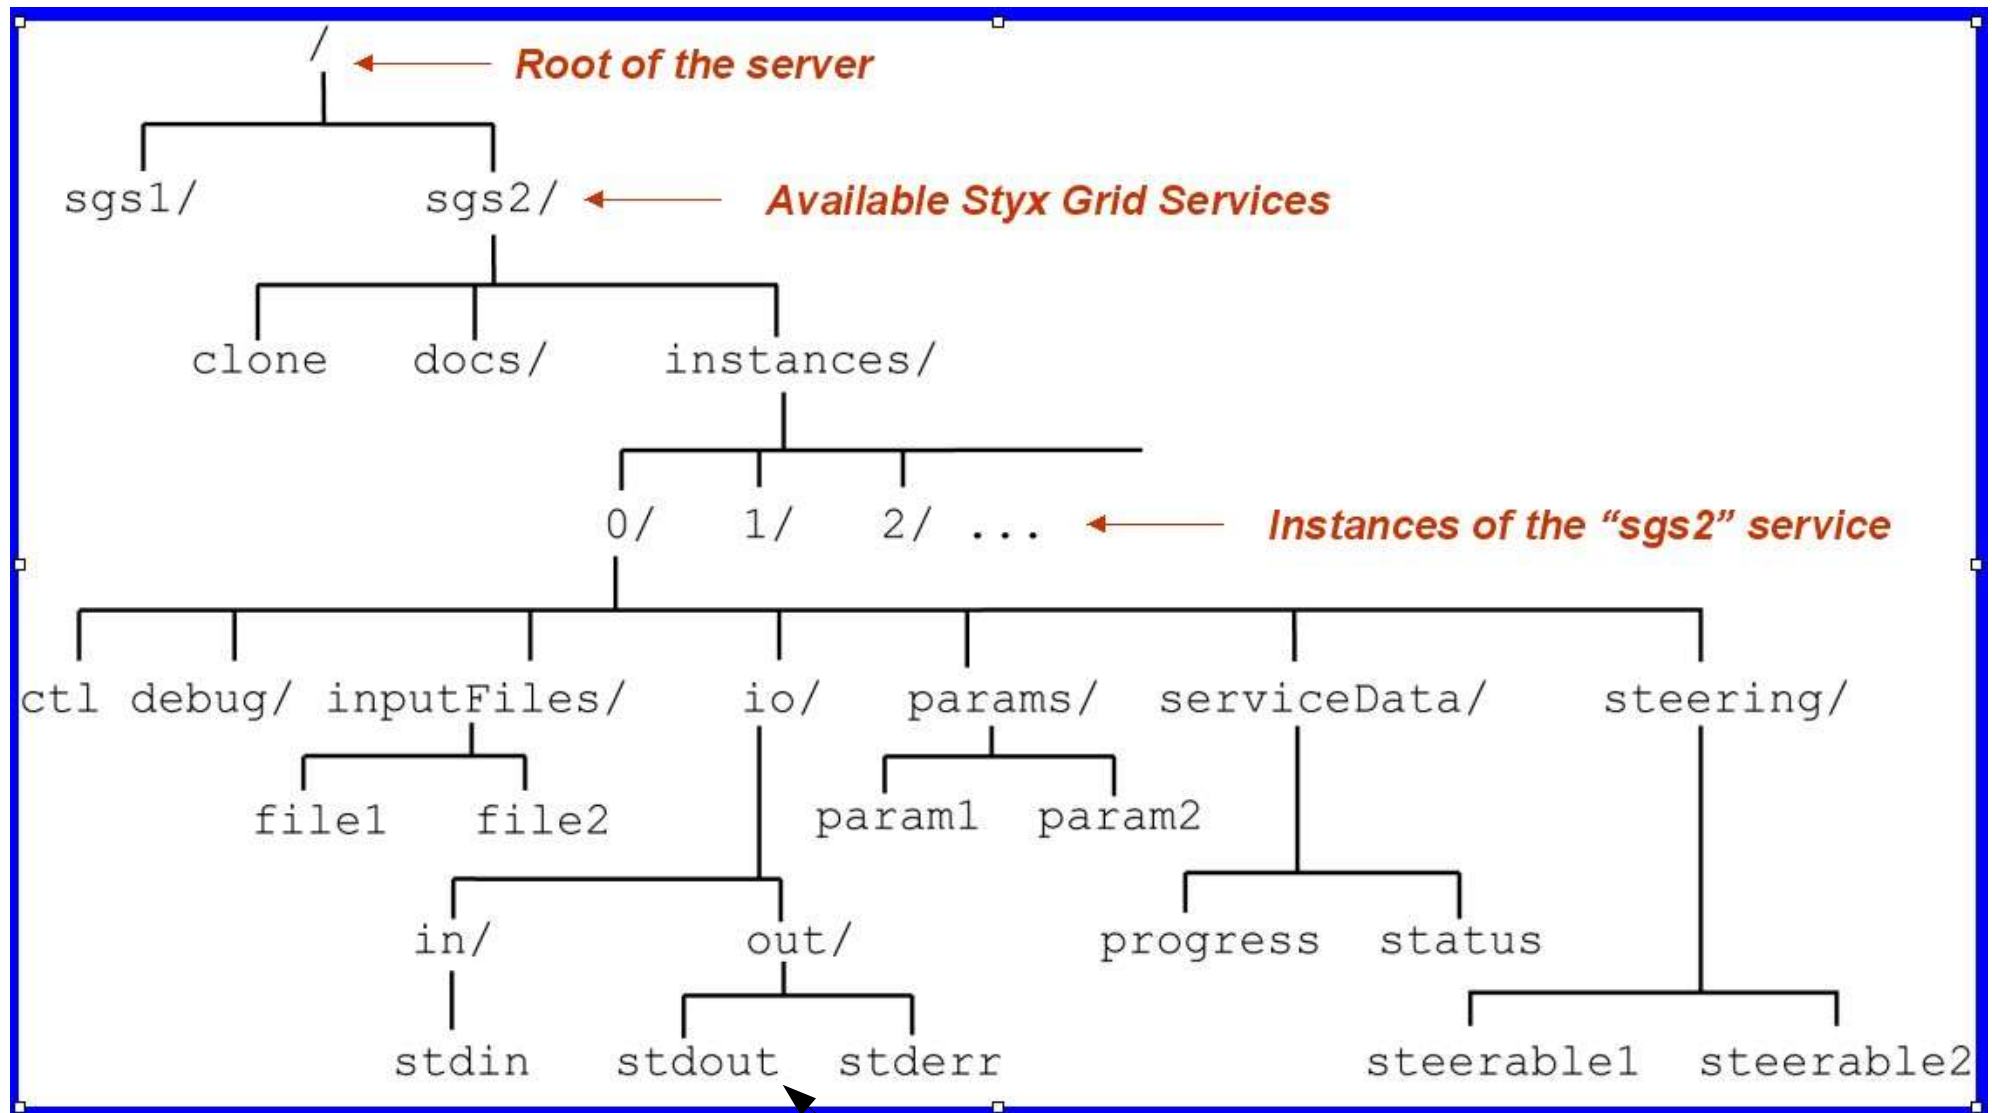 / Root of the server
sgs1/ sgs2/ Available Styx Grid Services
clone docs/ instances/
0/ 1/ 2/ ... Instances of the “sgs2” service
ctl debug/ inputFiles/ io/ params/ serviceData/ steering/
file1 file2 param1 param2
in/ out/ progress status
stdin stdout stderr steerable1 steerable2